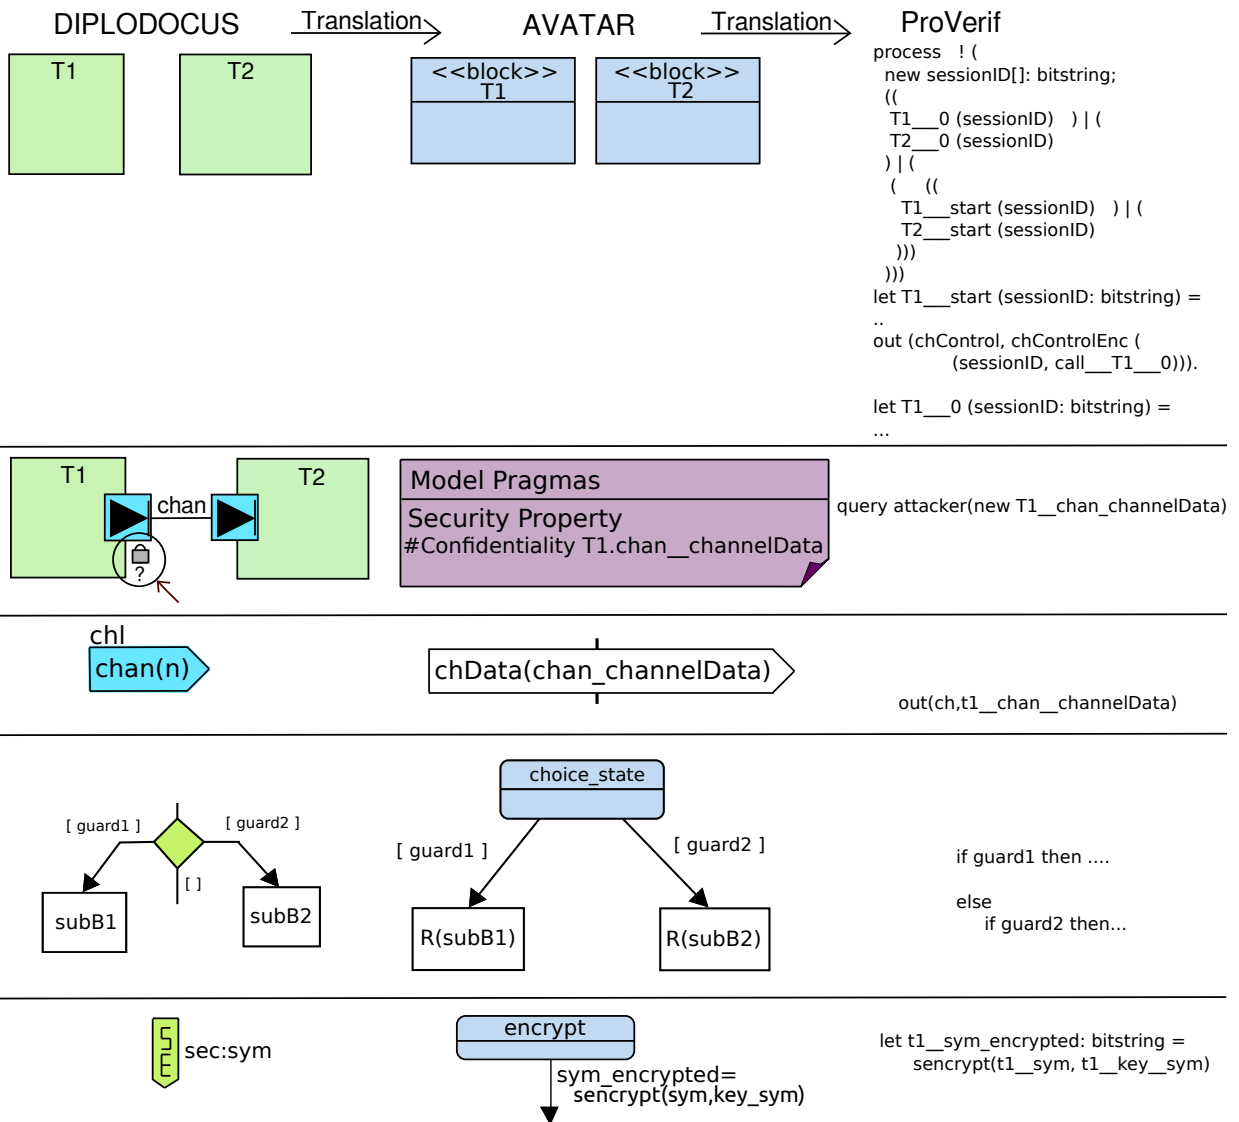 DIPLODOCUS Translation AVATAR Translation ProVerif
T1 T2
<<block>>
T1
<<block>>
T2
process ! (
new sessionID[]: bitstring;
((
T1___0 (sessionID) ) | (
T2___0 (sessionID)
) | (
( ((
T1___start (sessionID) ) | (
T2___start (sessionID)
)))
)))
let T1___start (sessionID: bitstring) =
..
out (chControl, chControlEnc (
(sessionID, call___T1___0))).
let T1___0 (sessionID: bitstring) =
...
T1 chan T2
?
Model Pragmas
Security Property
#Confidentiality T1.chan__channelData
query attacker(new T1__chan_channelData)
chl
chan(n)
chData(chan_channelData)
out(ch,t1__chan__channelData)
[ guard1 ] [ guard2 ]
[ ]
subB1 subB2
choice_state
[ guard1 ] [ guard2 ]
R(subB1) R(subB2)
if guard1 then ....
else
if guard2 then...
SE sec:sym
encrypt
sym_encrypted=
sencrypt(sym,key_sym)
let t1__sym_encrypted: bitstring =
sencrypt(t1__sym, t1__key__sym)